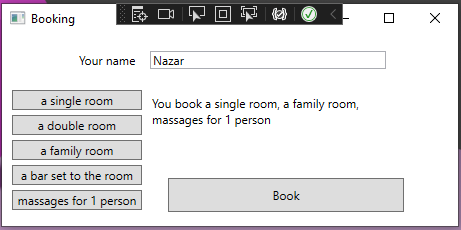 Booking
Your name Nazar
a single room
a double room
a family room
a bar set to the room
massages for 1 person
You book a single room, a family room,
massages for 1 person
Book